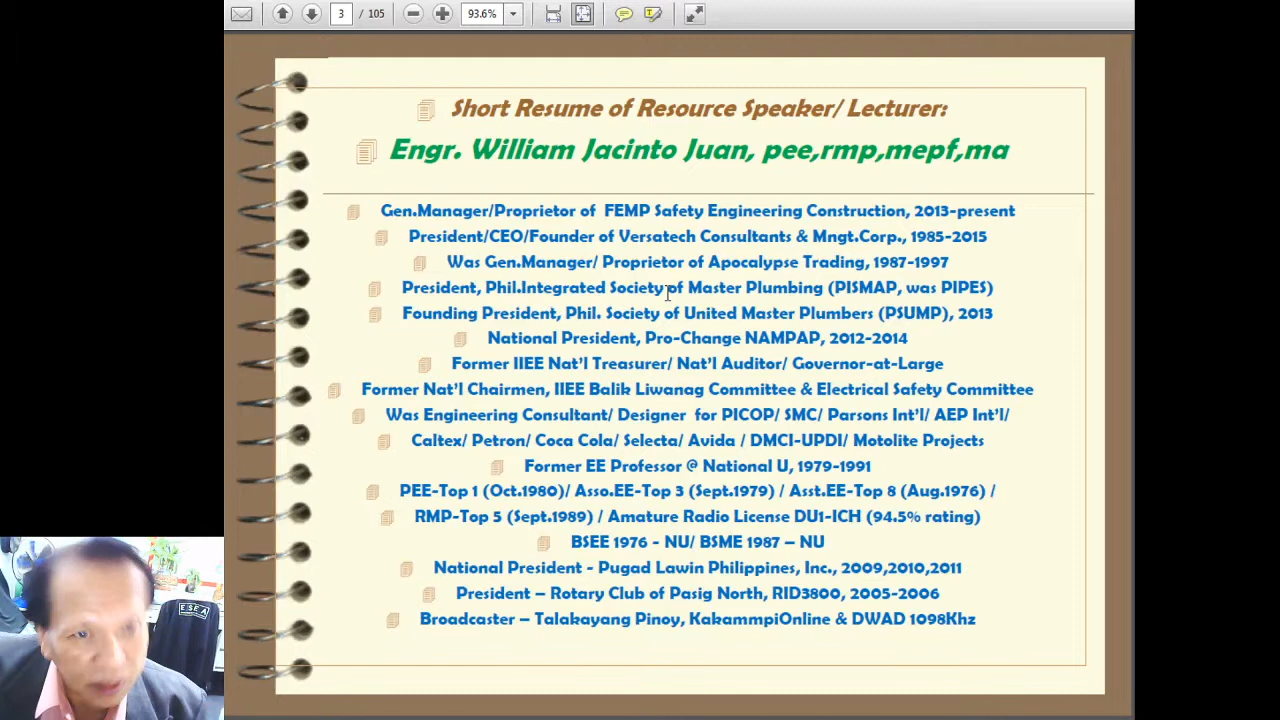 3 / 105 93.6%
Short Resume of Resource Speaker/ Lecturer:
Engr. William Jacinto Juan, pee,rmp,mepf,ma
Gen.Manager/Proprietor of FEMP Safety Engineering Construction, 2013-present
President/CEO/Founder of Versatech Consultants & Mngt.Corp., 1985-2015
Was Gen.Manager/ Proprietor of Apocalypse Trading, 1987-1997
President, Phil.Integrated Society of Master Plumbing (PISMAP, was PIPES)
Founding President, Phil. Society of United Master Plumbers (PSUMP), 2013
National President, Pro-Change NAMPAP, 2012-2014
Former IIEE Nat'l Treasurer/ Nat'l Auditor/ Governor-at-Large
Former Nat'l Chairmen, IIEE Balik Liwanag Committee & Electrical Safety Committee
Was Engineering Consultant/ Designer for PICOP/ SMC/ Parsons Int'l/ AEP Int'l/
Caltex/ Petron/ Coca Cola/ Selecta/ Avida / DMCI-UPDI/ Motolite Projects
Former EE Professor @ National U, 1979-1991
PEE-Top 1 (Oct.1980)/ Asso.EE-Top 3 (Sept.1979) / Asst.EE-Top 8 (Aug.1976) /
RMP-Top 5 (Sept.1989) / Amature Radio License DU1-ICH (94.5% rating)
BSEE 1976 - NU/ BSME 1987 – NU
National President - Pugad Lawin Philippines, Inc., 2009,2010,2011
President – Rotary Club of Pasig North, RID3800, 2005-2006
Broadcaster – Talakayang Pinoy, KakammpiOnline & DWAD 1098Khz
ESEA